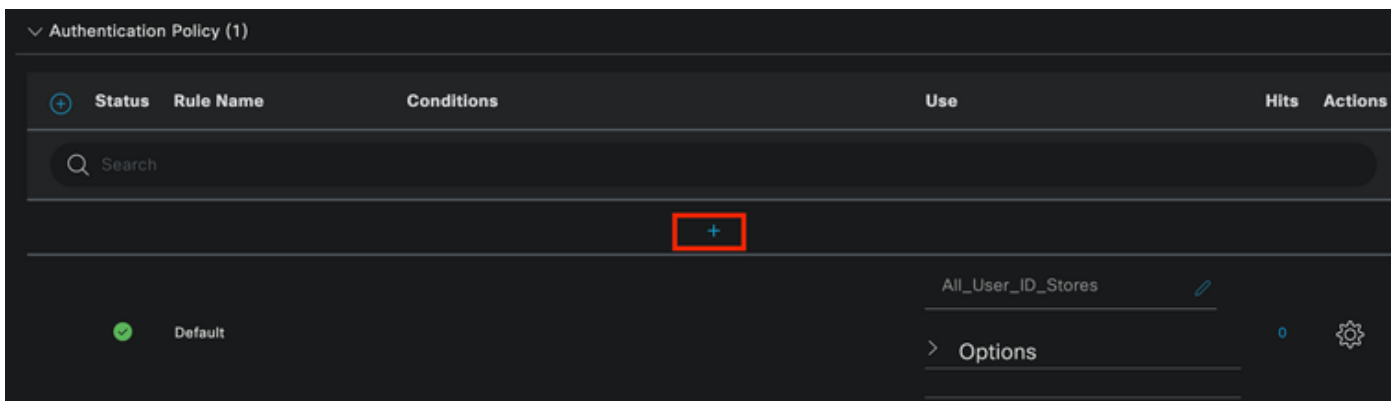 Authentication Policy (1)
Status Rule Name Conditions Use Hits Actions
Search
+
All_User_ID_Stores
Default 0
Options